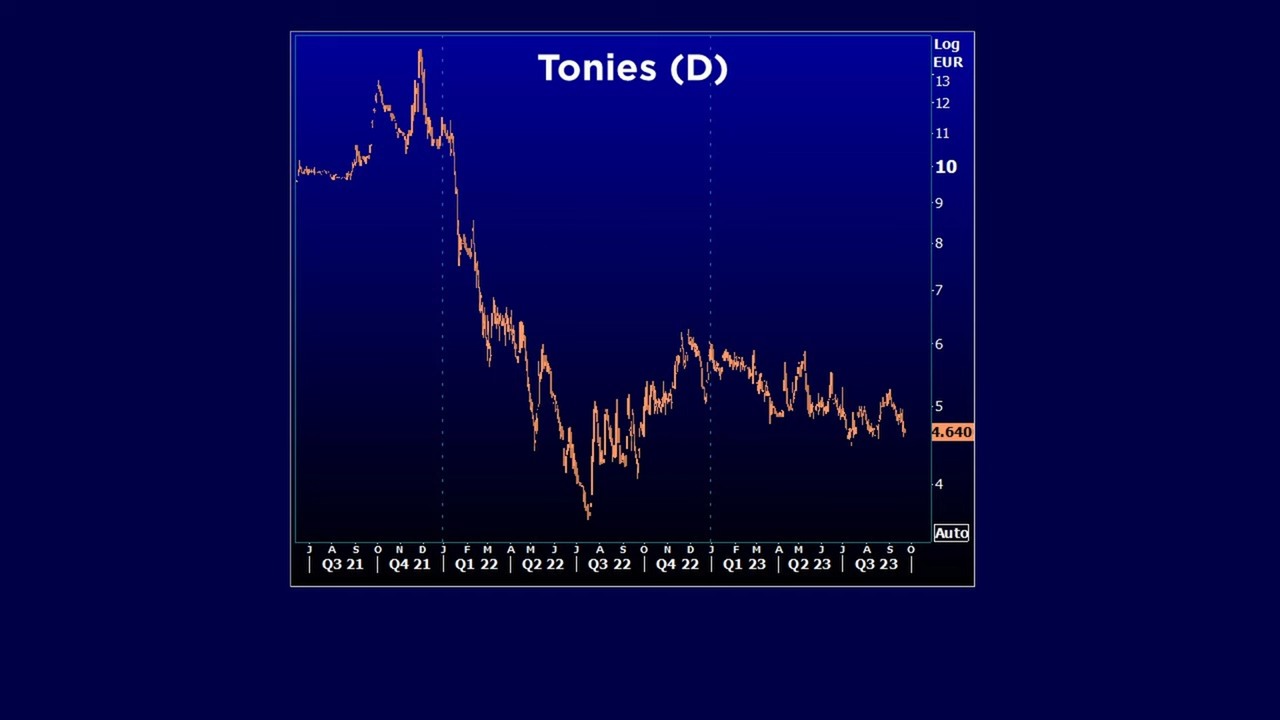 Tonies (D)
Log
EUR
13
12
11
10
9
8
7
6
5
4.640
4
Auto
J A S O N D J F M A M J J A S O N D J F M A M J J A S O
Q3 21 Q4 21 Q1 22 Q2 22 Q3 22 Q4 22 Q1 23 Q2 23 Q3 23